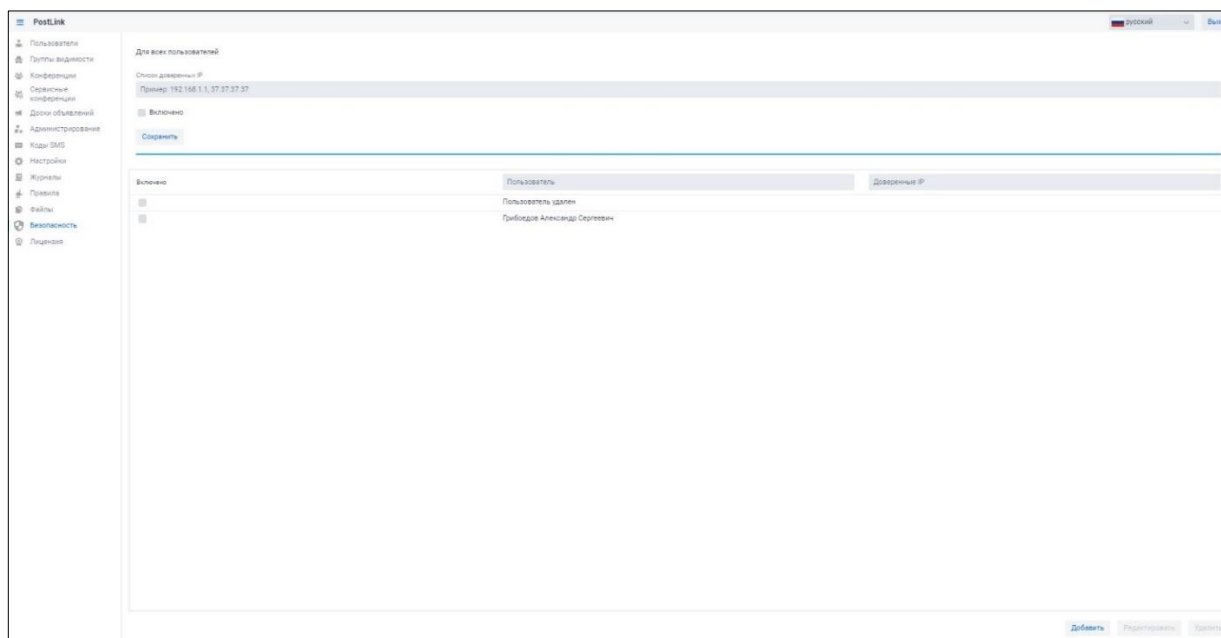 PostLink
русский
Вый
Пользователи
Группы видимости
Конференции
Сервисные
конференции
Доски объявлений
Администрирование
Коды SMS
Настройки
Журналы
Правила
Файлы
Безопасность
Лицензия
Для всех пользователей
Список доверенных IP
Пример: 192.168.1.1, 37.37.37.37
Включено
Сохранить
Включено
Пользователь
Доверенные IP
Пользователь удален
Грибоедов Александр Сергеевич
Добавить
Редактировать
Удалить